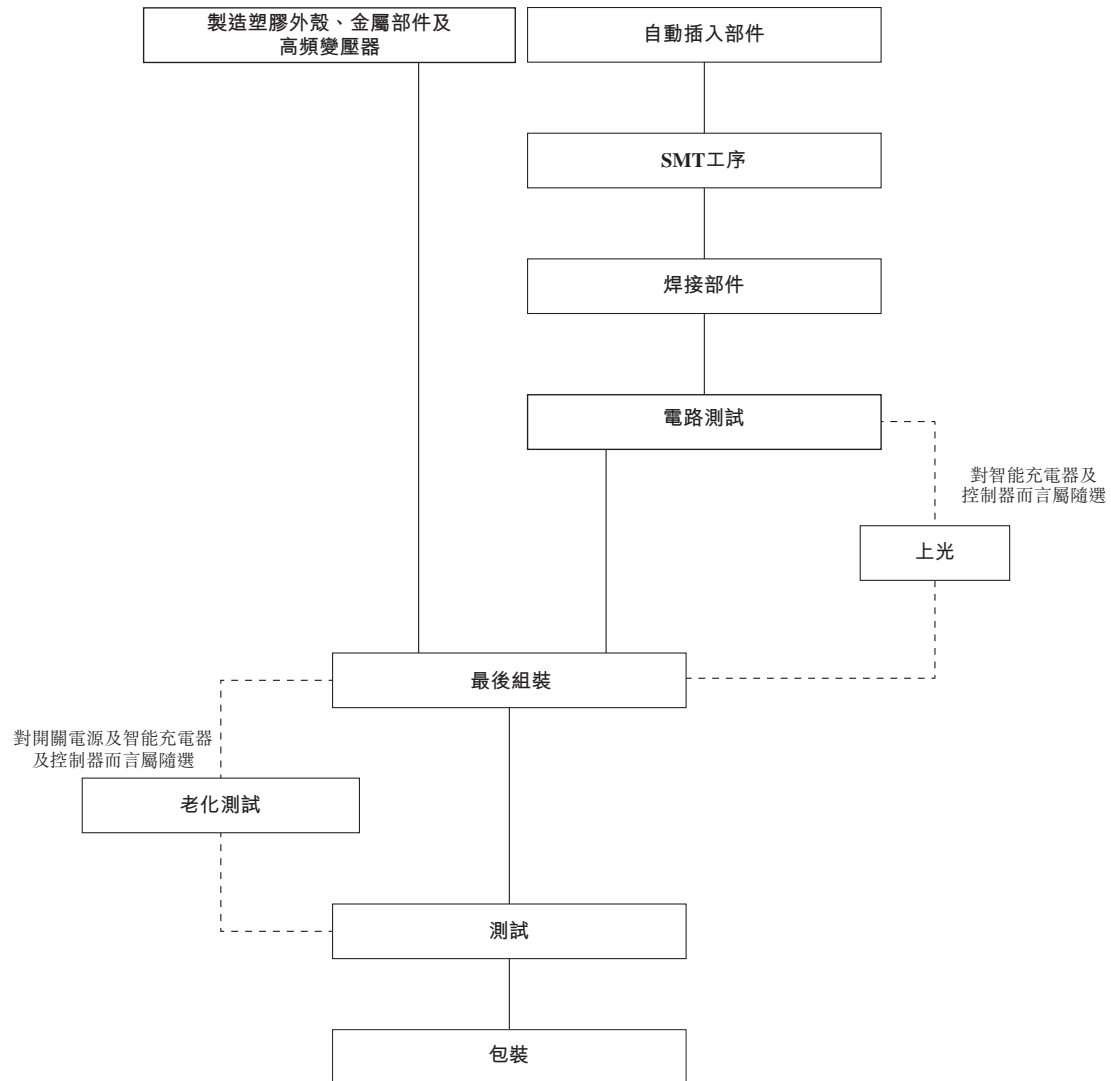 製造塑膠外殼、金屬部件及
高頻變壓器
自動插入部件
SMT工序
焊接部件
電路測試
對智能充電器及
控制器而言屬隨選
上光
最後組裝
對開關電源及智能充電器
及控制器而言屬隨選
老化測試
測試
包裝